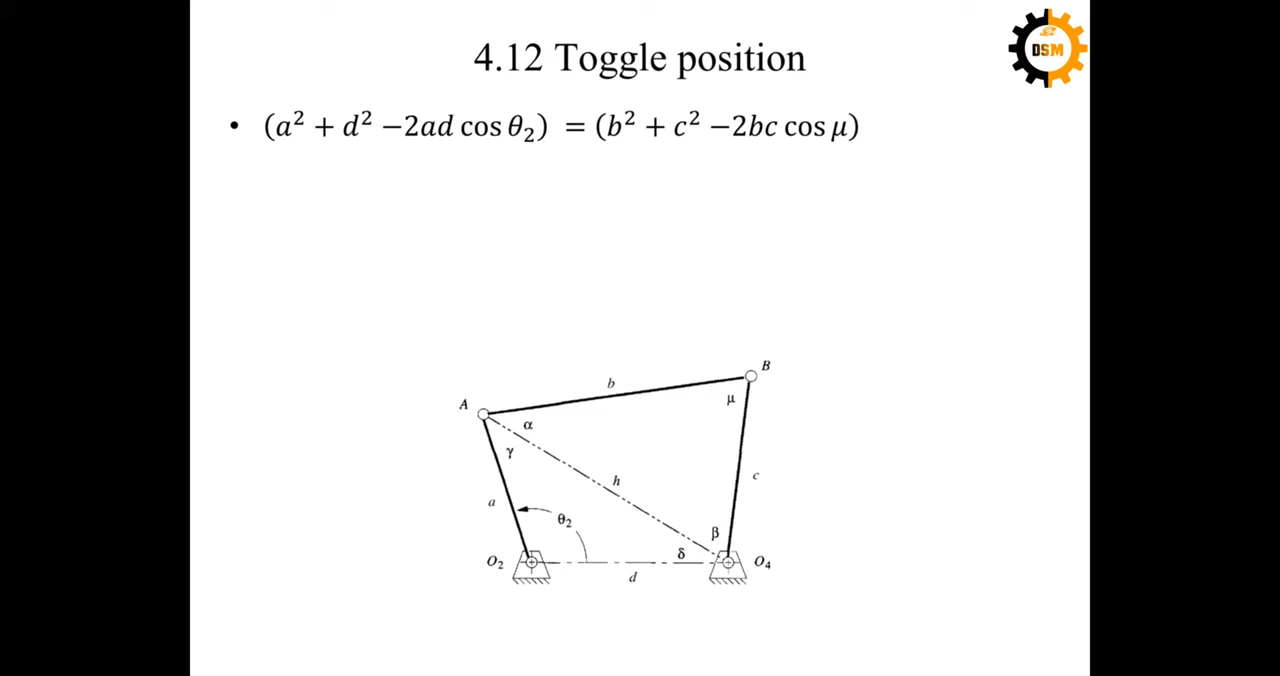 DSM
4.12 Toggle position
• (a² + d² −2ad cos θ₂) = (b² + c² −2bc cos μ)
B
b
A
μ
α
γ
h
c
a
θ₂
β
δ
O₂
O₄
d